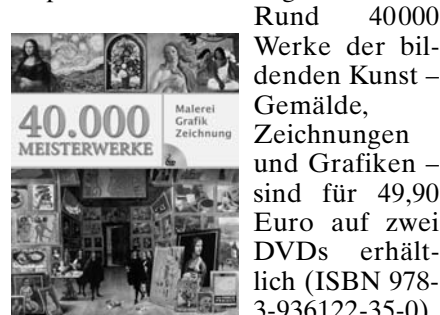 Rund 40000
Werke der bil-
denden Kunst –
Gemälde,
Zeichnungen
und Grafiken –
sind für 49,90
Euro auf zwei
DVDs erhält-
lich (ISBN 978-
3-936122-35-0)
40.000
MEISTERWERKE
Malerei
Grafik
Zeichnung